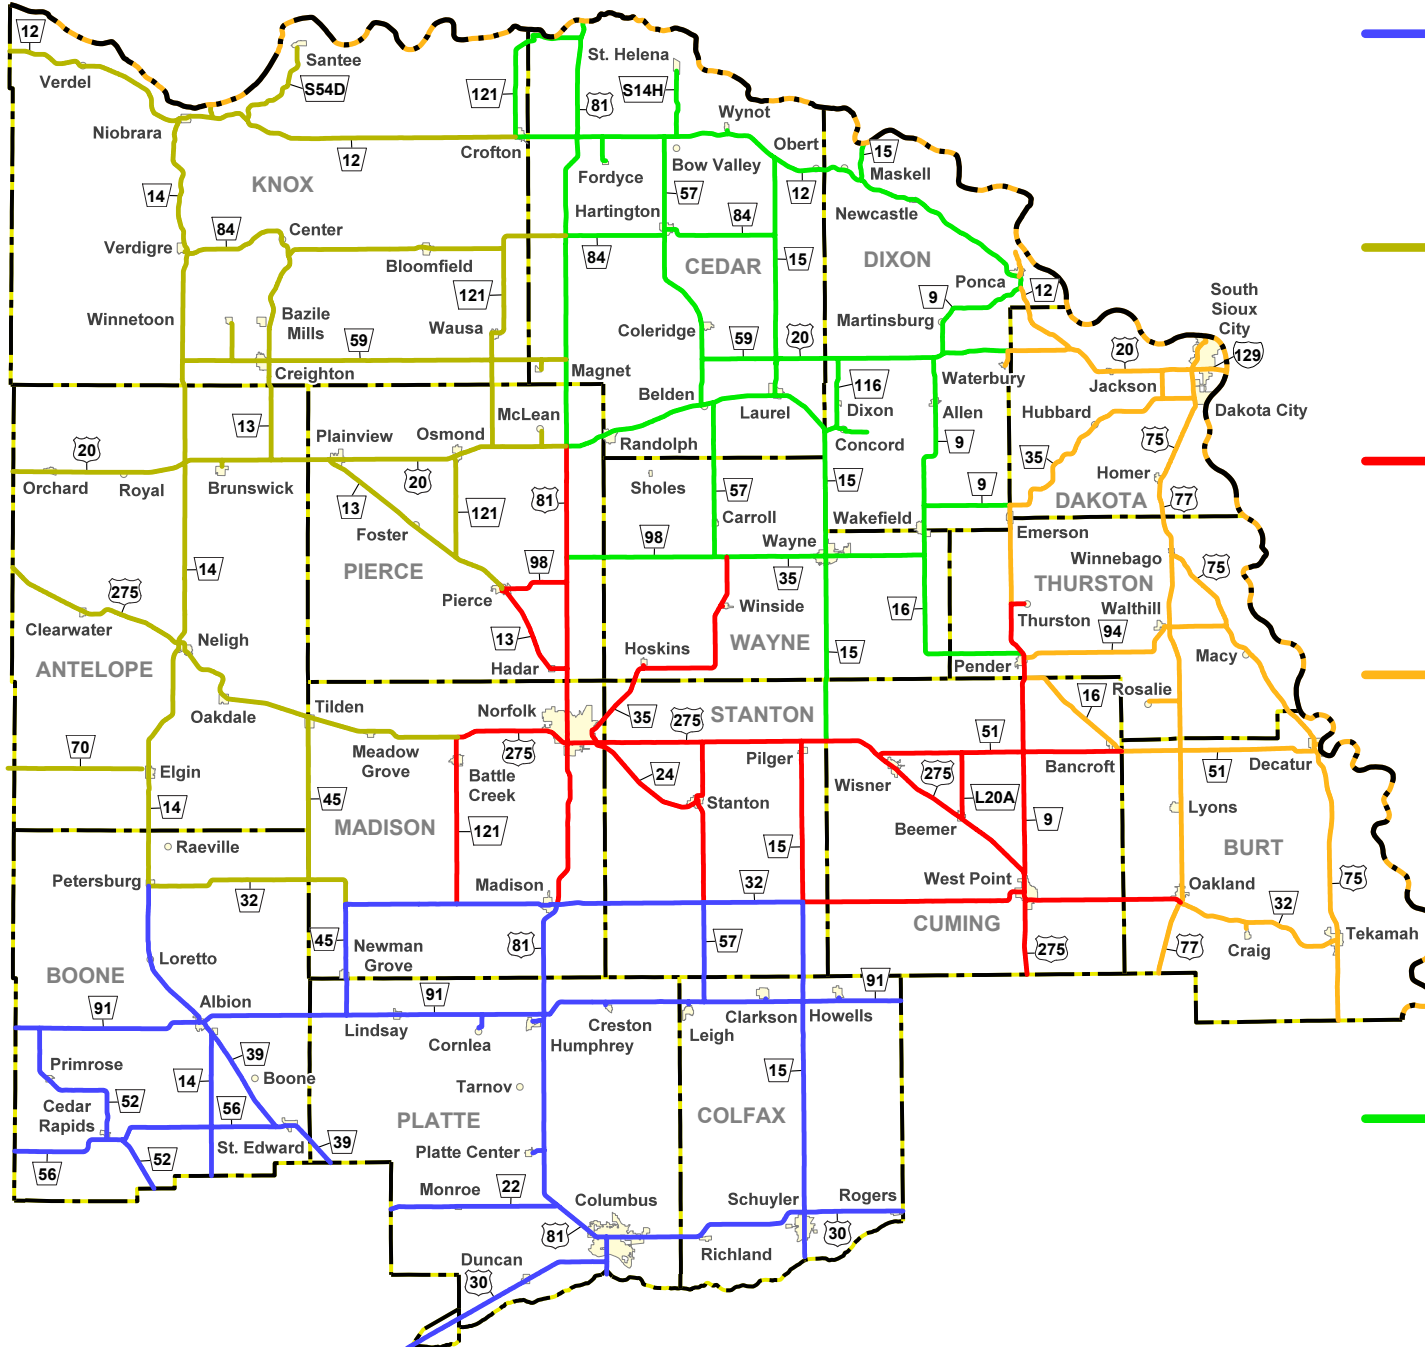 12
Verdel
Santee
S54D
Niobrara
12
KNOX
14
84
Center
Verdigre
Bloomfield
121
Wausa
Winnetoon
Bazile
Mills
59
Creighton
121
Crofton
St. Helena
S14H
81
Wynot
Obert
15
Maskell
Bow Valley
Fordyce
57
12
Hartington
84
Newcastle
84
CEDAR
15
DIXON
Ponca
12
9
Martinsburg
Coleridge
59
20
South
Sioux
City
129
20
Jackson
Dakota City
Magnet
Belden
Laurel
116
Dixon
Waterbury
Allen
Hubbard
McLean
13
Plainview
Osmond
Randolph
Concord
9
75
35
Homer
20
Orchard
Royal
Brunswick
20
13
121
81
Sholes
57
15
9
DAKOTA
77
Foster
Carroll
Wakefield
Emerson
98
Wayne
Winnebago
75
14
PIERCE
98
35
THURSTON
275
Pierce
Winside
16
Thurston
Walthill
Clearwater
Neligh
13
WAYNE
94
ANTELOPE
Hadar
Hoskins
15
Pender
Macy
Oakdale
Tilden
Norfolk
35
275
STANTON
16
Rosalie
70
Elgin
Meadow
Grove
275
Battle
Creek
24
Pilger
51
Wisner
275
L20A
Bancroft
51
Decatur
14
45
MADISON
121
Stanton
Beemer
9
Lyons
Raeville
15
BURT
Petersburg
32
Madison
32
West Point
Oakland
75
CUMING
32
45
Newman
Grove
81
57
275
77
Craig
Tekamah
BOONE
Loretto
91
Albion
91
Lindsay
Cornlea
Humphrey
Creston
Leigh
Clarkson
Howells
91
39
Primrose
14
Boone
15
Cedar
Rapids
52
56
Tarnov
PLATTE
COLFAX
St. Edward
39
56
52
Platte Center
Monroe
22
Columbus
Schuyler
Rogers
81
30
Richland
Duncan
30